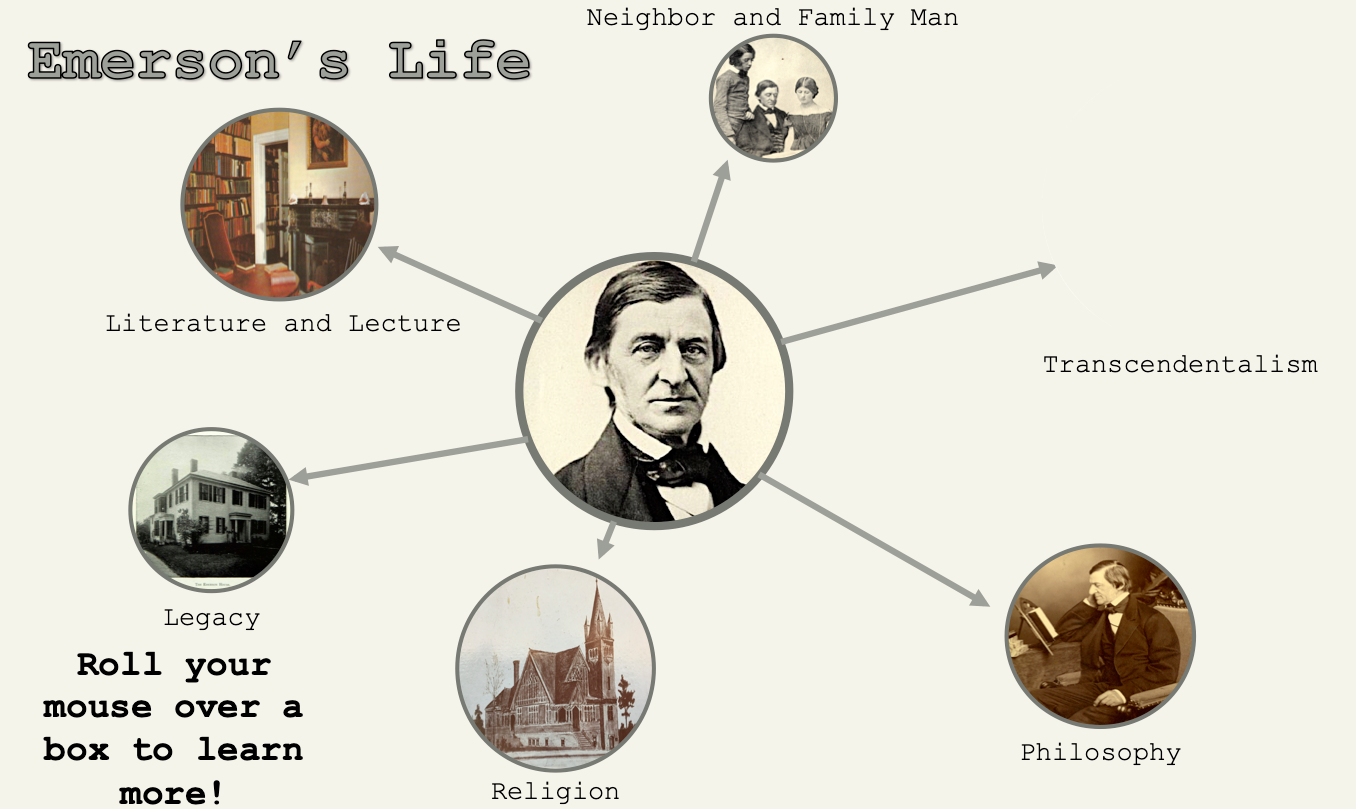 Neighbor and Family Man
Emerson’s Life
Literature and Lecture
Transcendentalism
Legacy
Roll your
mouse over a
box to learn
more!
Philosophy
Religion